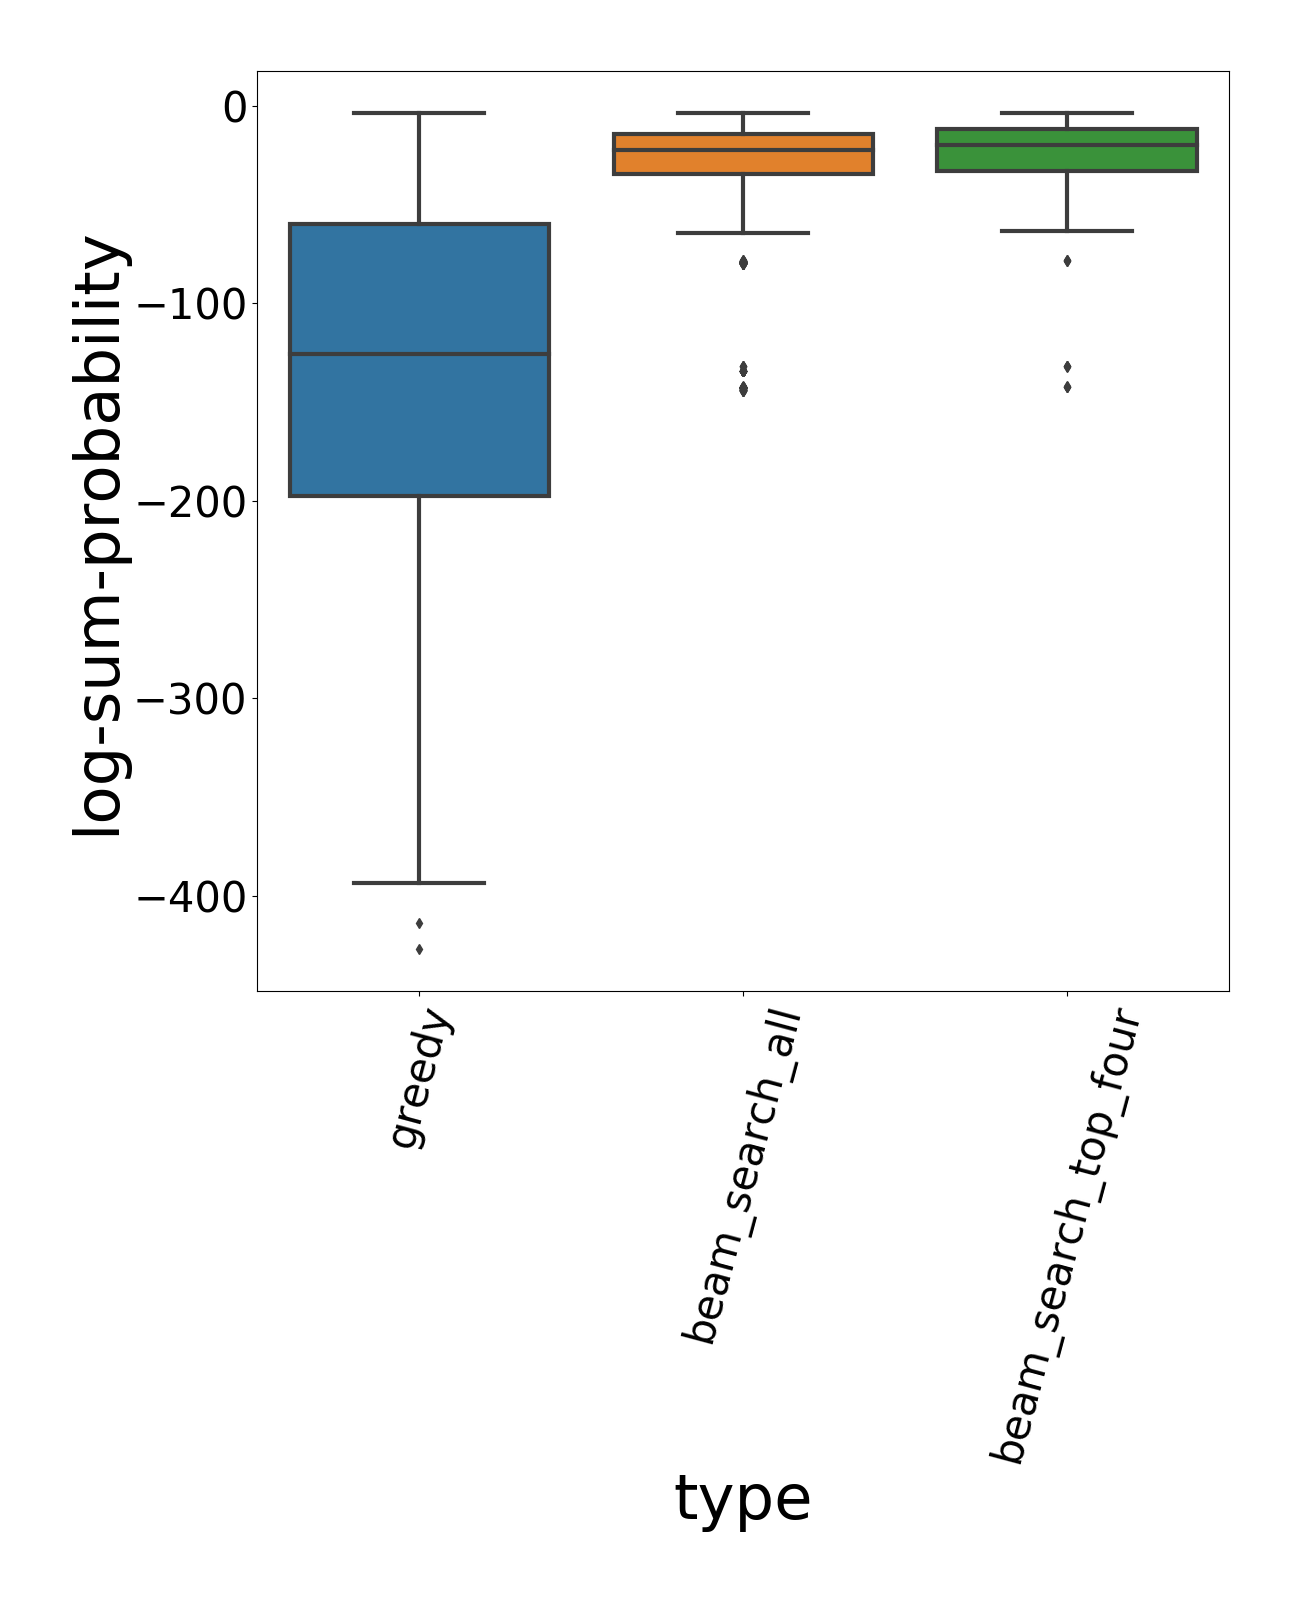 log-sum-probability
0
−100
−200
−300
−400
greedy
beam_search_all
beam_search_top_four
type